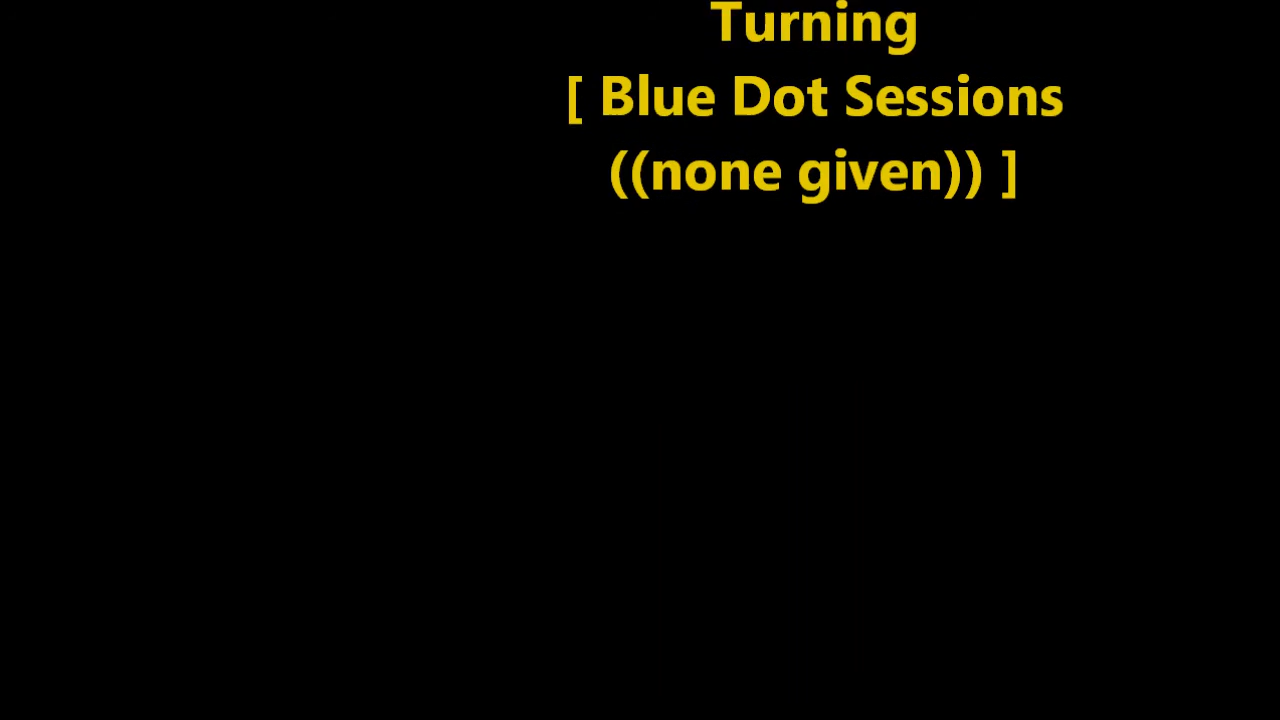 Turning
[ Blue Dot Sessions
((none given)) ]